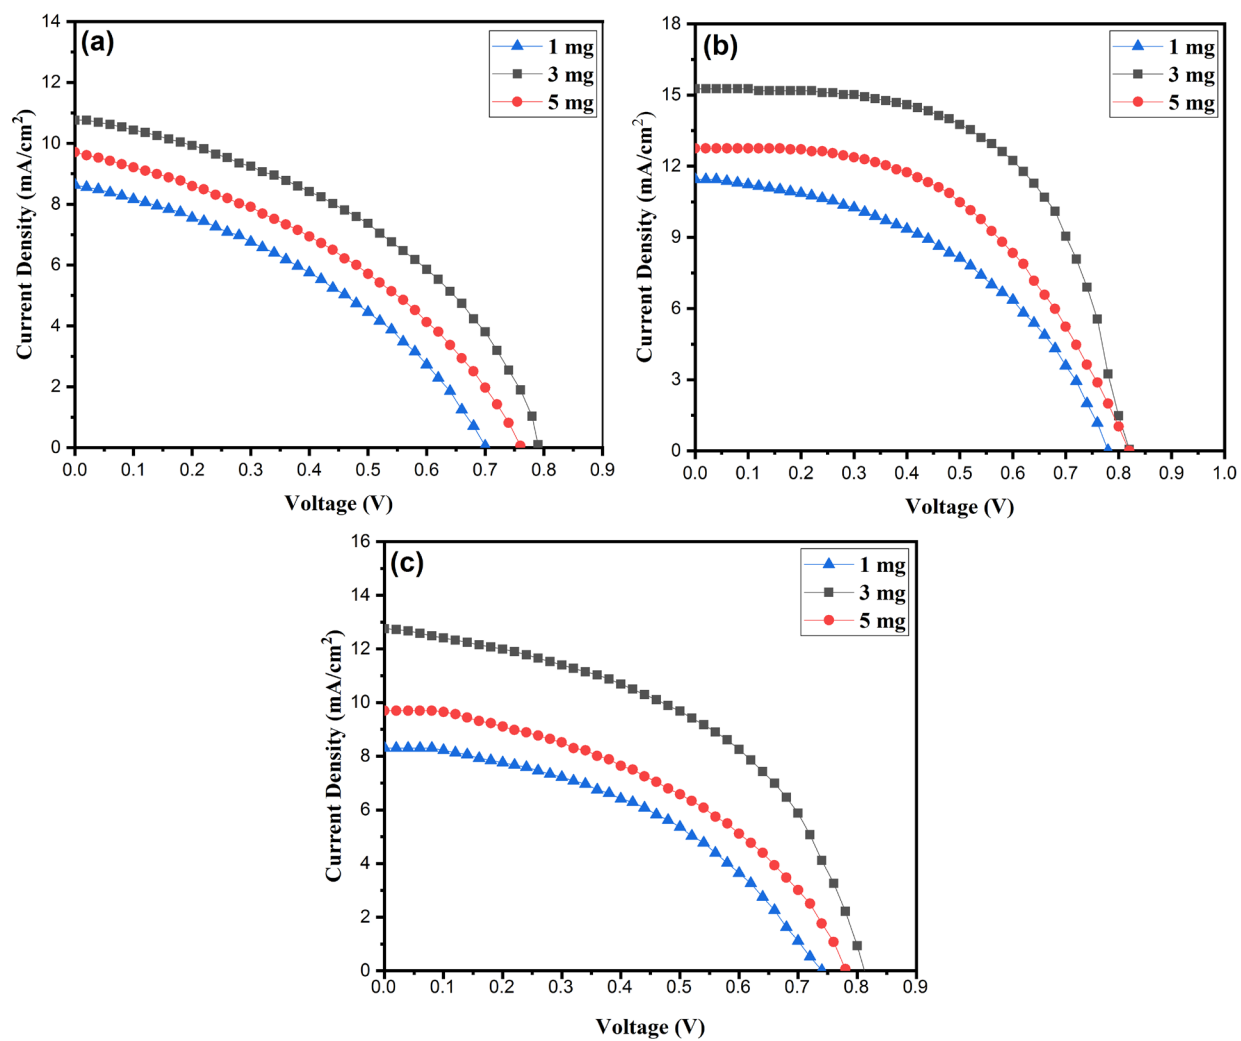 (a)
1 mg
3 mg
5 mg
14
12
10
8
6
4
2
0
Current Density (mA/cm²)
0.0 0.1 0.2 0.3 0.4 0.5 0.6 0.7 0.8 0.9
Voltage (V)
(b)
1 mg
3 mg
5 mg
18
15
12
9
6
3
0
Current Density (mA/cm²)
0.0 0.1 0.2 0.3 0.4 0.5 0.6 0.7 0.8 0.9 1.0
Voltage (V)
(c)
1 mg
3 mg
5 mg
16
14
12
10
8
6
4
2
0
Current Density (mA/cm²)
0.0 0.1 0.2 0.3 0.4 0.5 0.6 0.7 0.8 0.9
Voltage (V)